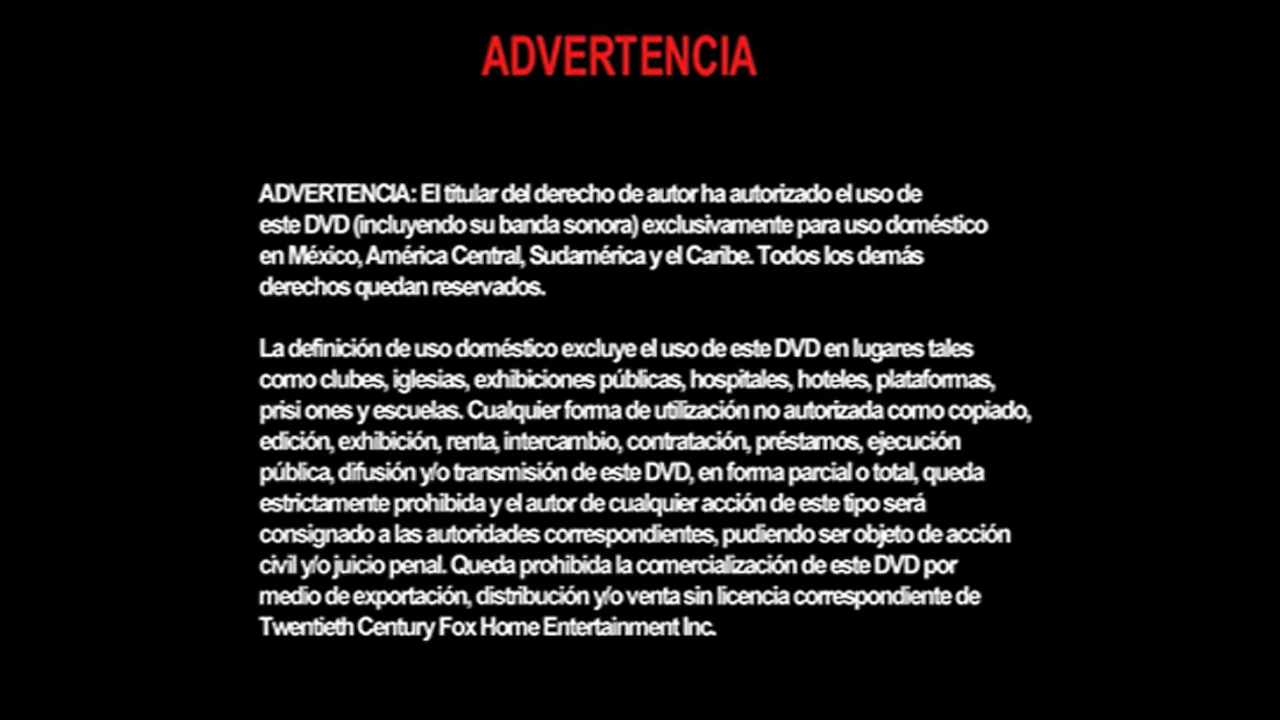 ADVERTENCIA
ADVERTENCIA: El titular del derecho de autor ha autorizado el uso de
este DVD (incluyendo su banda sonora) exclusivamente para uso doméstico
en México, América Central, Sudamérica y el Caribe. Todos los demás
derechos quedan reservados.
La definición de uso doméstico excluye el uso de este DVD en lugares tales
como clubes, iglesias, exhibiciones públicas, hospitales, hoteles, plataformas,
prisi ones y escuelas. Cualquier forma de utilización no autorizada como copiado,
edición, exhibición, renta, intercambio, contratación, préstamos, ejecución
pública, difusión y/o transmisión de este DVD, en forma parcial o total, queda
estrictamente prohibida y el autor de cualquier acción de este tipo será
consignado a las autoridades correspondientes, pudiendo ser objeto de acción
civil y/o juicio penal. Queda prohibida la comercialización de este DVD por
medio de exportación, distribución y/o venta sin licencia correspondiente de
Twentieth Century Fox Home Entertainment Inc.